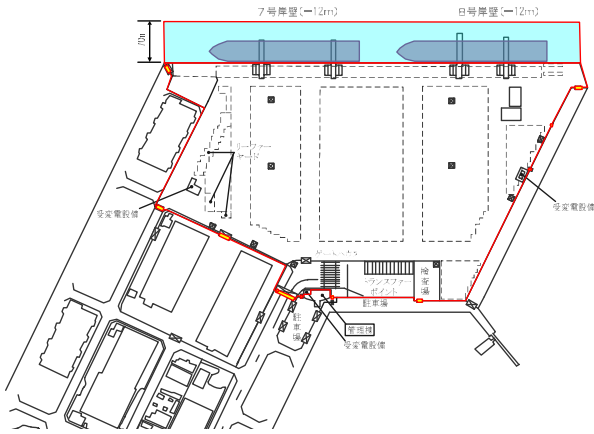 7号岸壁(-12m)
8号岸壁(-12m)
70m
リーファー
ヤード
受変電設備
受変電設備
トランスファー
ポイント
検査場
駐車場
駐車場
管理棟
受変電設備